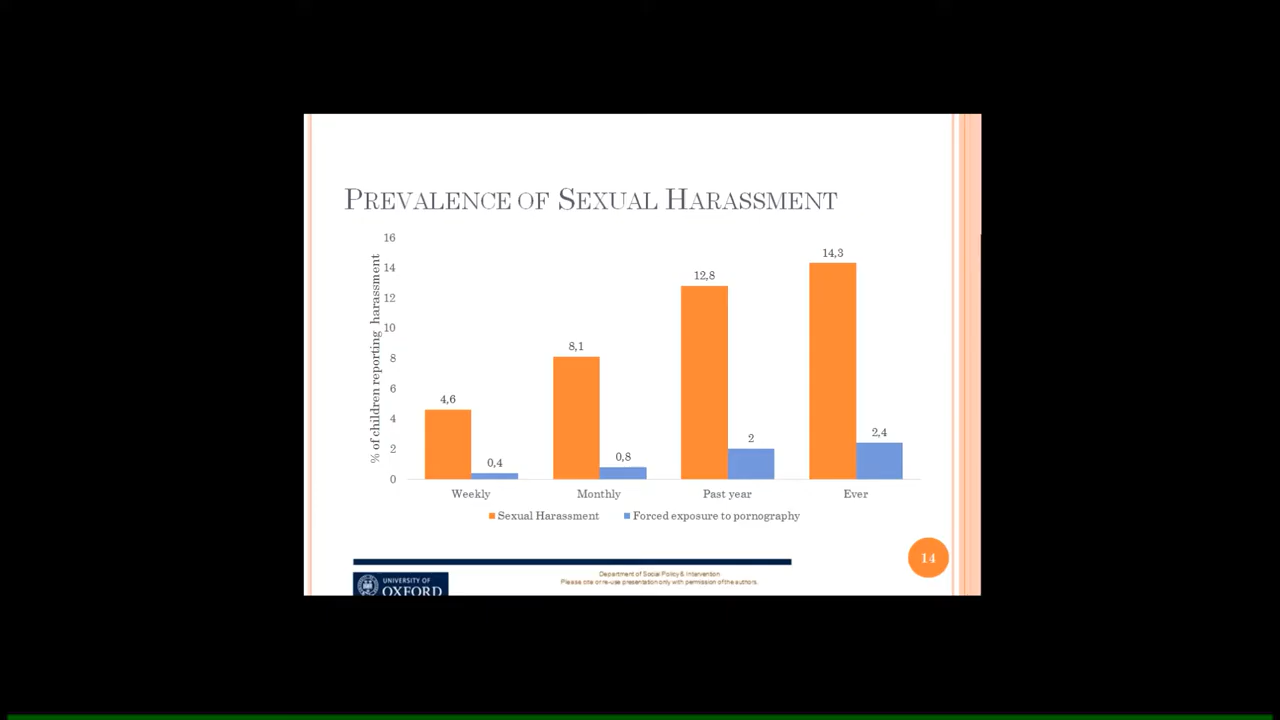 PREVALENCE OF SEXUAL HARASSMENT
% of children reporting harassment
16
14
12
10
8
6
4
2
0
4,6
0,4
8,1
0,8
12,8
2
14,3
2,4
Weekly
Monthly
Past year
Ever
Sexual Harassment
Forced exposure to pornography
14
UNIVERSITY OF
OXFORD
Department of Social Policy & Intervention
Please cite or re-use presentation only with permission of the authors.